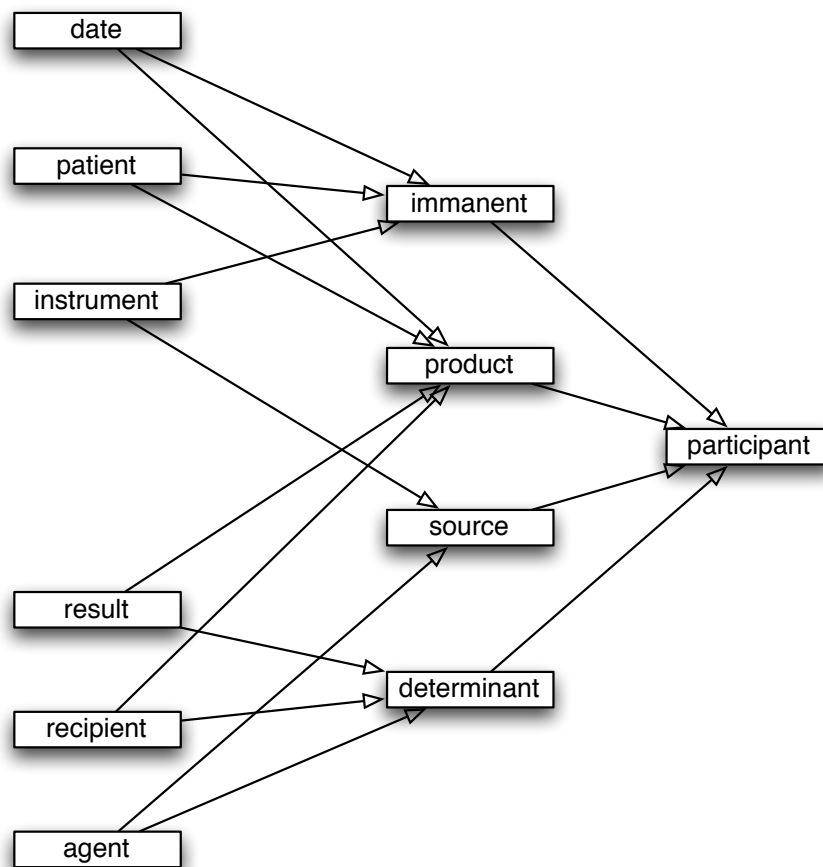 date
patient
immanent
instrument
product
participant
source
result
determinant
recipient
agent